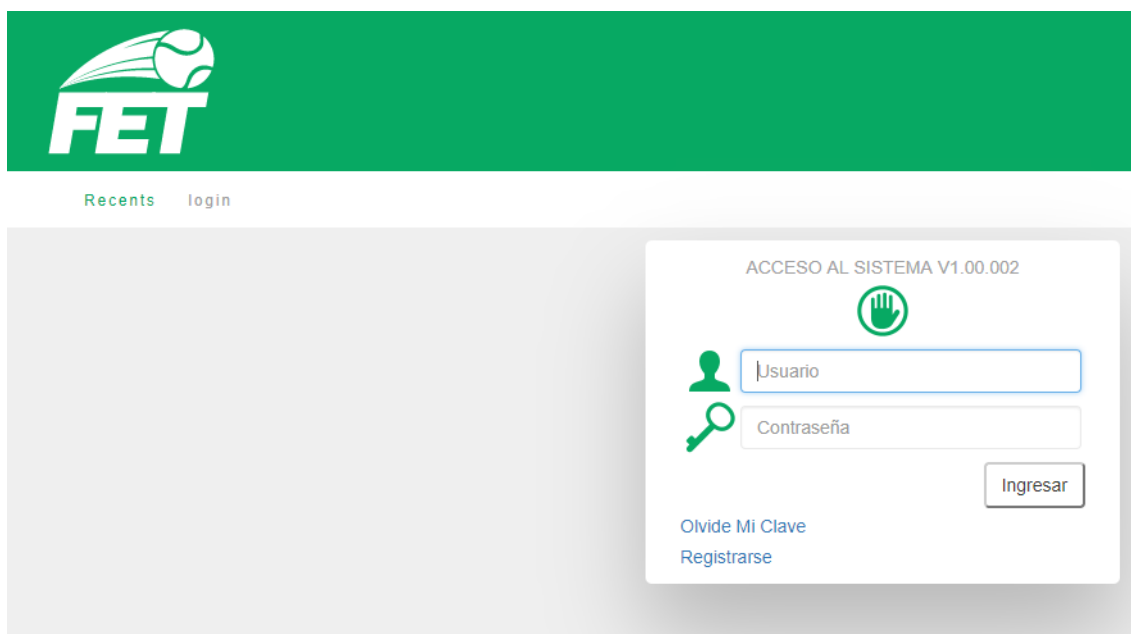 FET
Recents login
ACCESO AL SISTEMA V1.00.002
Usuario
Contraseña
Ingresar
Olvide Mi Clave
Registrarse